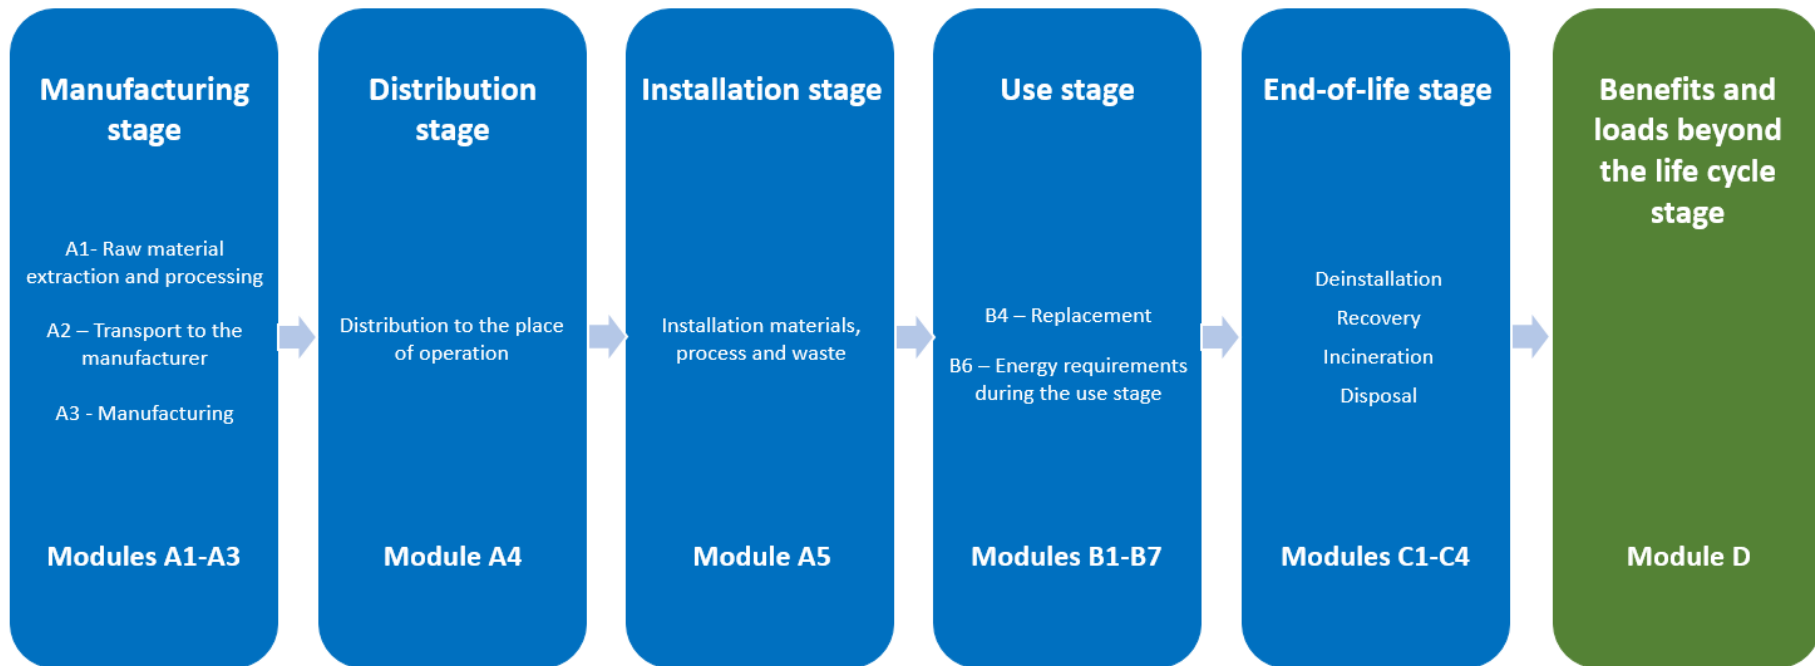 Manufacturing
stage
A1- Raw material
extraction and processing
A2 – Transport to the
manufacturer
A3 - Manufacturing
Modules A1-A3
Distribution
stage
Distribution to the place
of operation
Module A4
Installation stage
Installation materials,
process and waste
Module A5
Use stage
B4 – Replacement
B6 – Energy requirements
during the use stage
Modules B1-B7
End-of-life stage
Deinstallation
Recovery
Incineration
Disposal
Modules C1-C4
Benefits and
loads beyond
the life cycle
stage
Module D